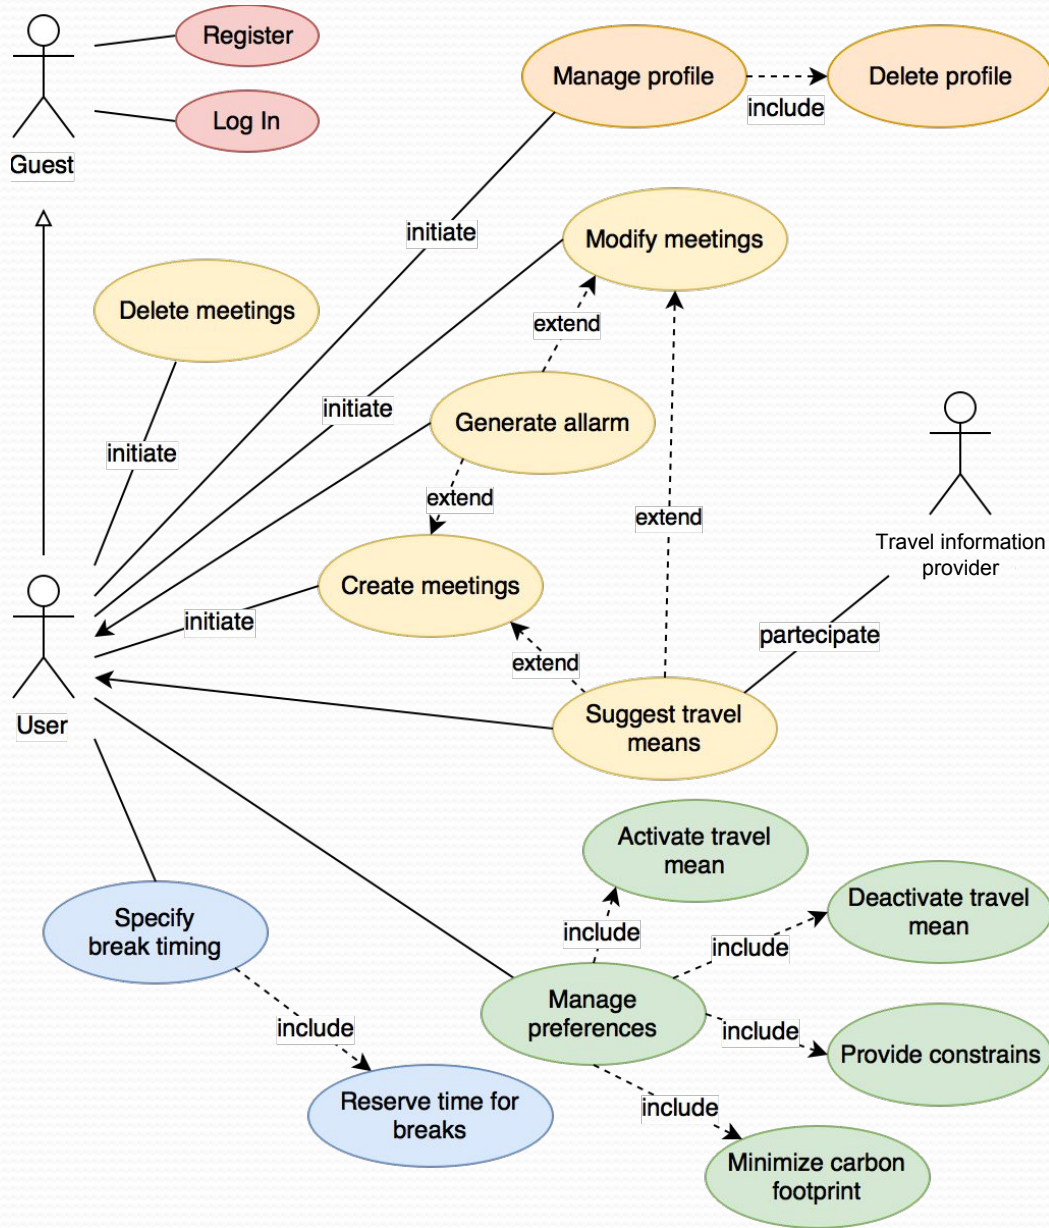 Register
Manage profile
Delete profile
include
Log In
Guest
initiate
Modify meetings
Delete meetings
extend
initiate
Generate allarm
initiate
extend
extend
Travel information
provider
Create meetings
initiate
partecipate
extend
User
Suggest travel
means
Activate travel
mean
Deactivate travel
mean
Specify
break timing
include
include
Manage
preferences
include
include
Provide constrains
Reserve time for
breaks
include
Minimize carbon
footprint